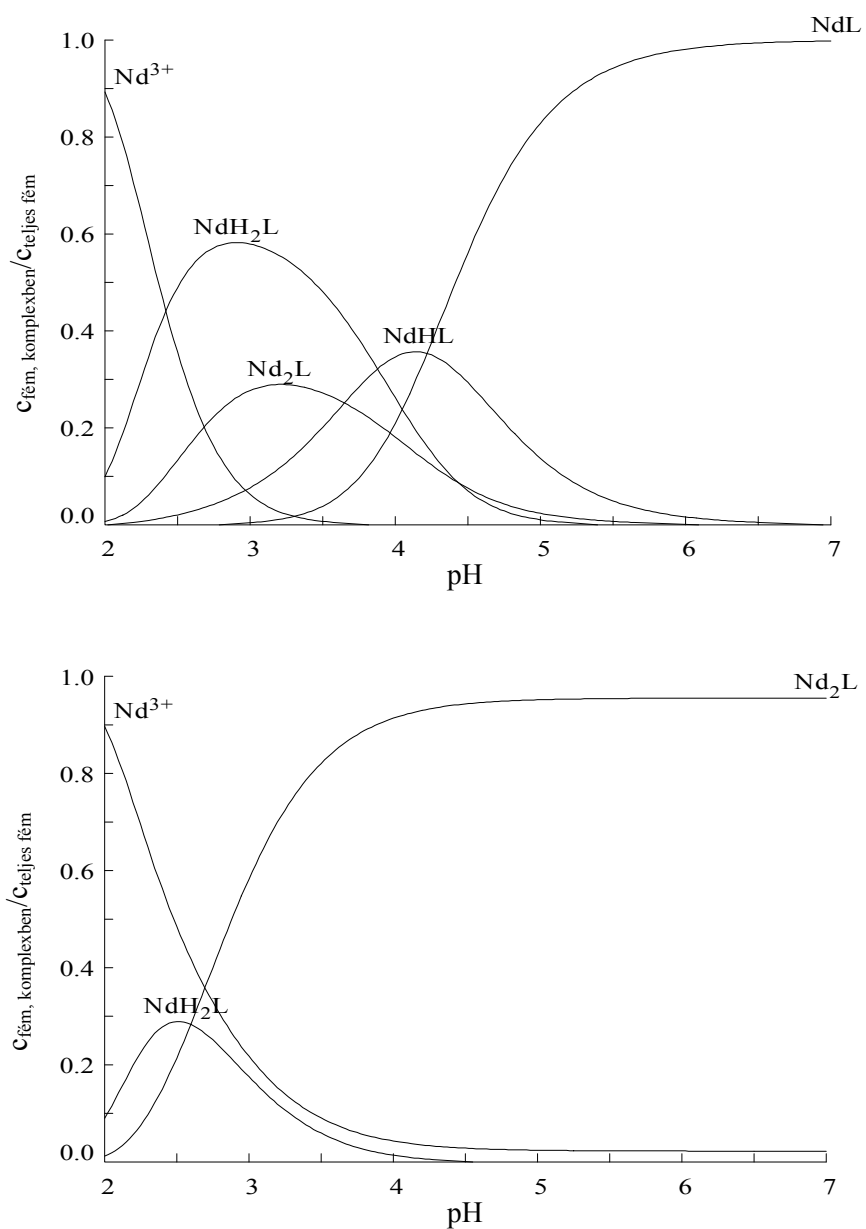 NdL
1.0
Nd³⁺
0.8
NdH₂L
0.6
NdHL
0.4
Nd₂L
0.2
0.0
c_fém, komplexben/c_teljes fém
2 3 4 5 6 7
pH
1.0
Nd₂L
Nd³⁺
0.8
0.6
0.4
NdH₂L
0.2
0.0
c_fém, komplexben/c_teljes fém
2 3 4 5 6 7
pH